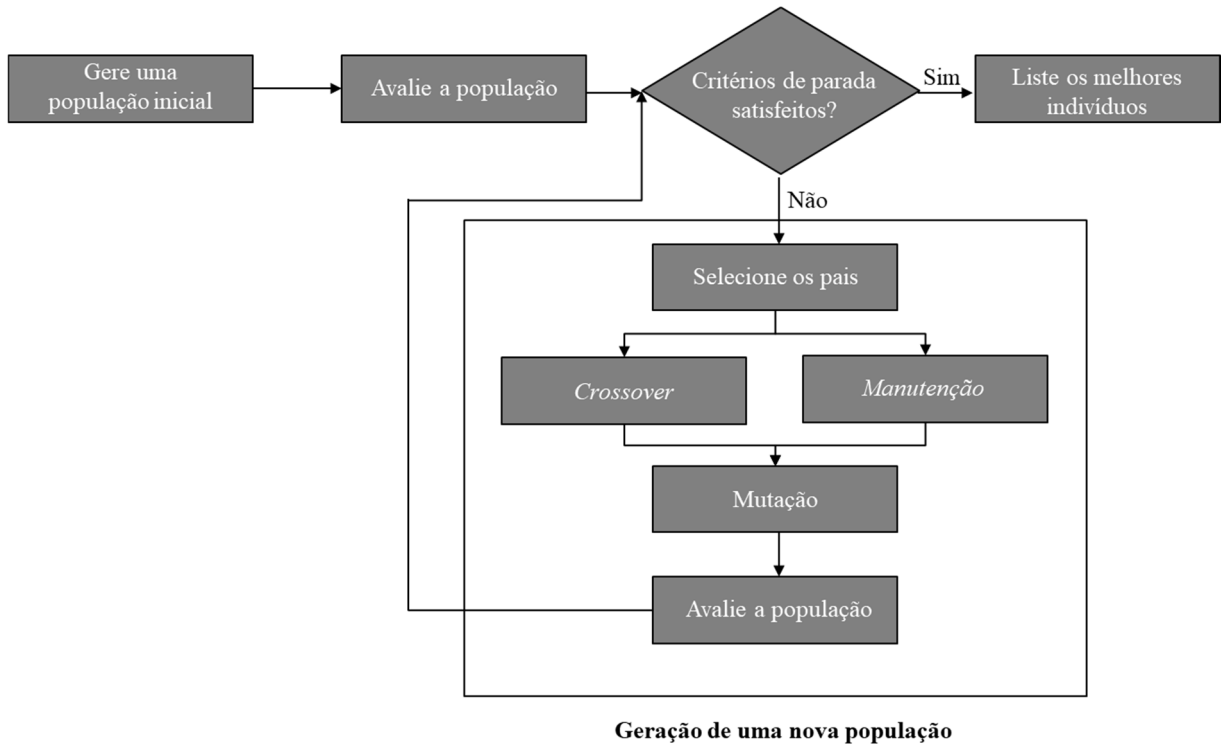 Gere uma
população inicial
Avalie a população
Critérios de parada
satisfeitos?
Sim
Liste os melhores
indivíduos
Não
Selecione os pais
Crossover
Manutenção
Mutação
Avalie a população
Geração de uma nova população